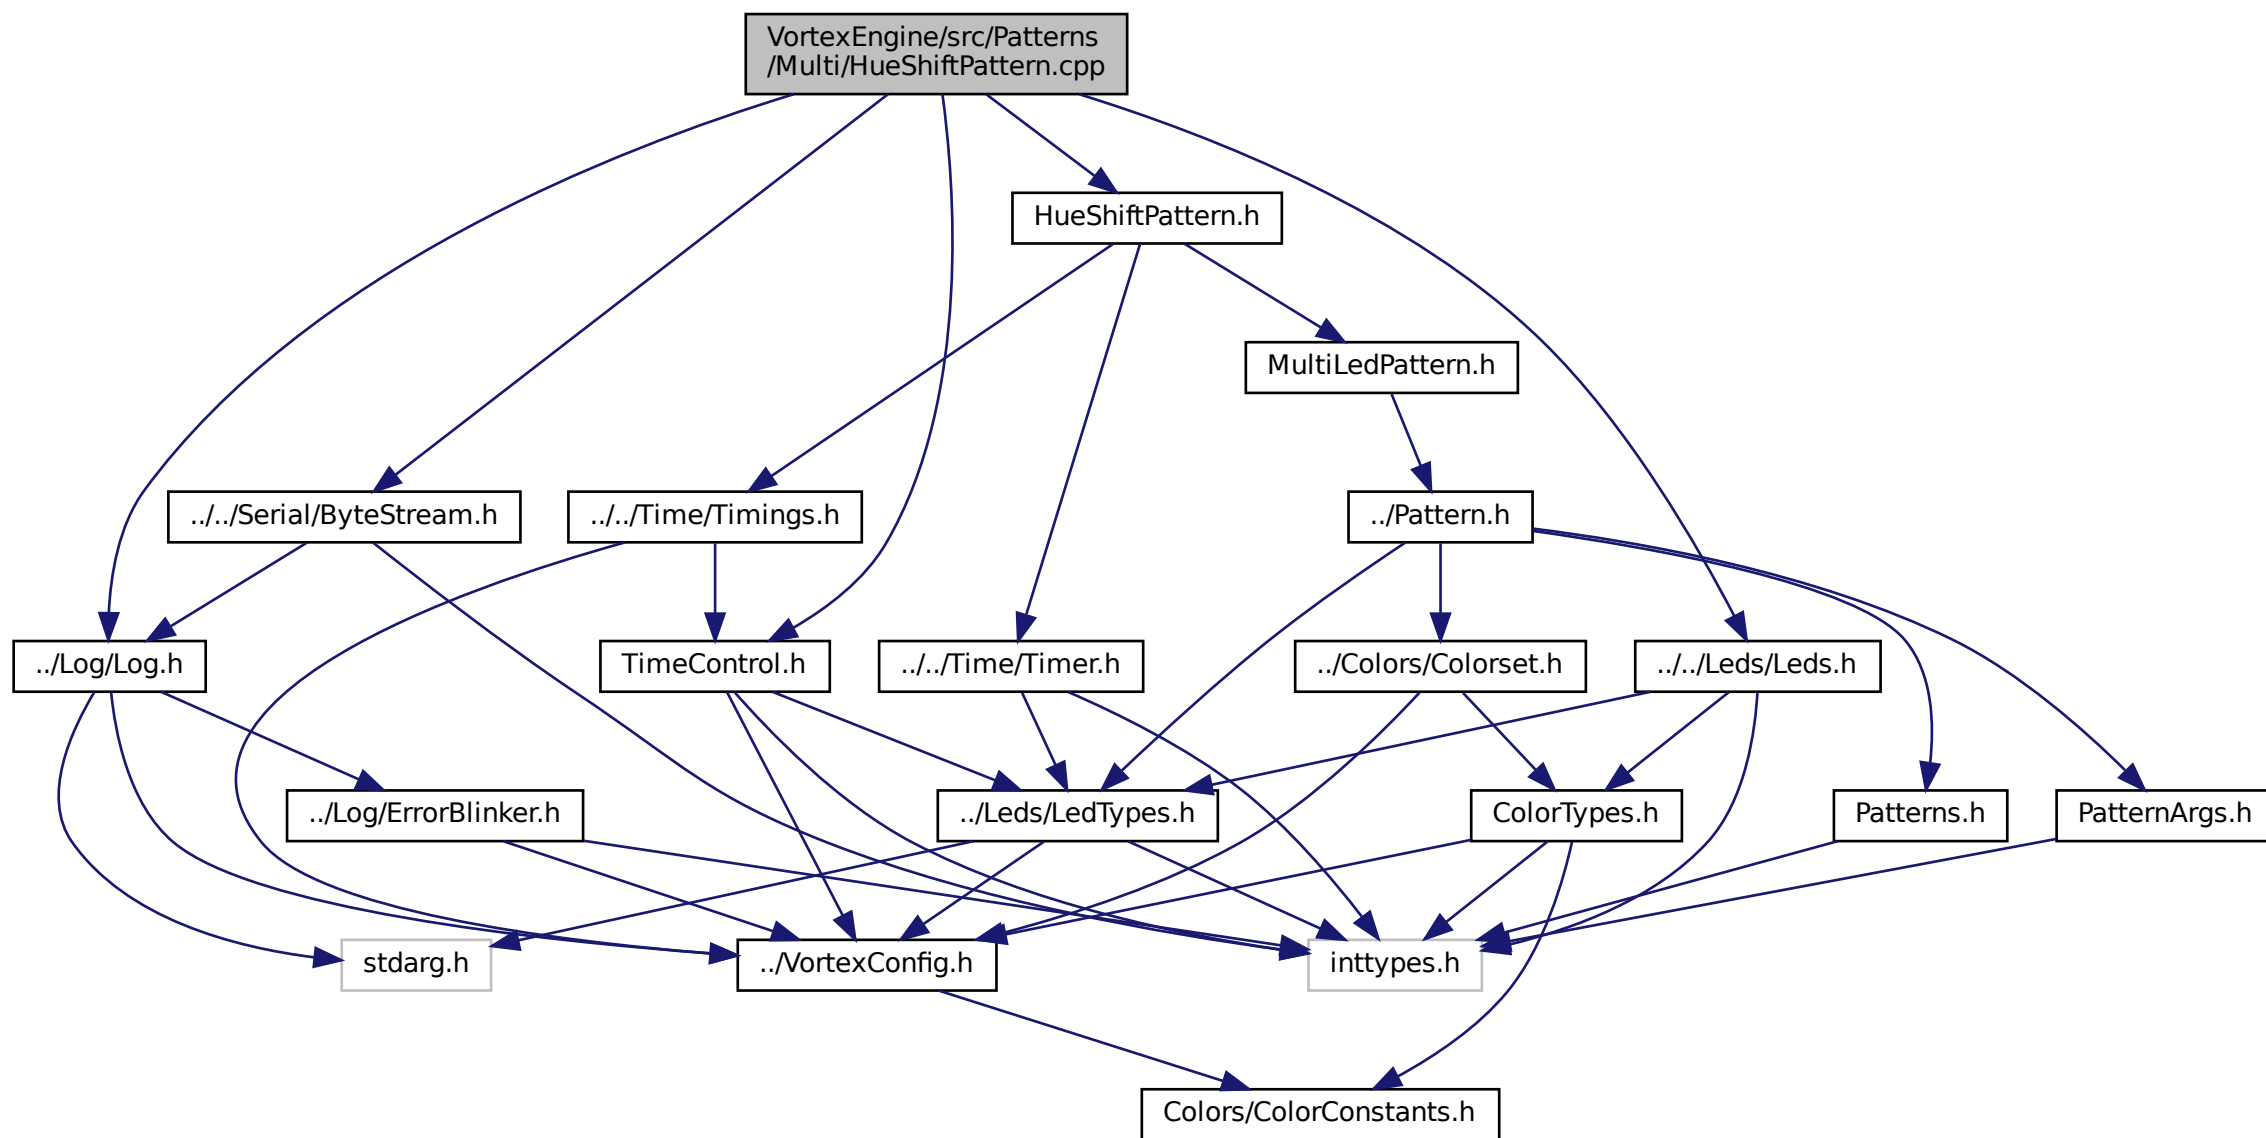 VortexEngine/src/Patterns
/Multi/HueShiftPattern.cpp
HueShiftPattern.h
MultiLedPattern.h
../../Serial/ByteStream.h
../../Time/Timings.h
../Pattern.h
../Log/Log.h
TimeControl.h
../../Time/Timer.h
../Colors/Colorset.h
../../Leds/Leds.h
../Log/ErrorBlinker.h
../Leds/LedTypes.h
ColorTypes.h
Patterns.h
PatternArgs.h
stdarg.h
../VortexConfig.h
inttypes.h
Colors/ColorConstants.h